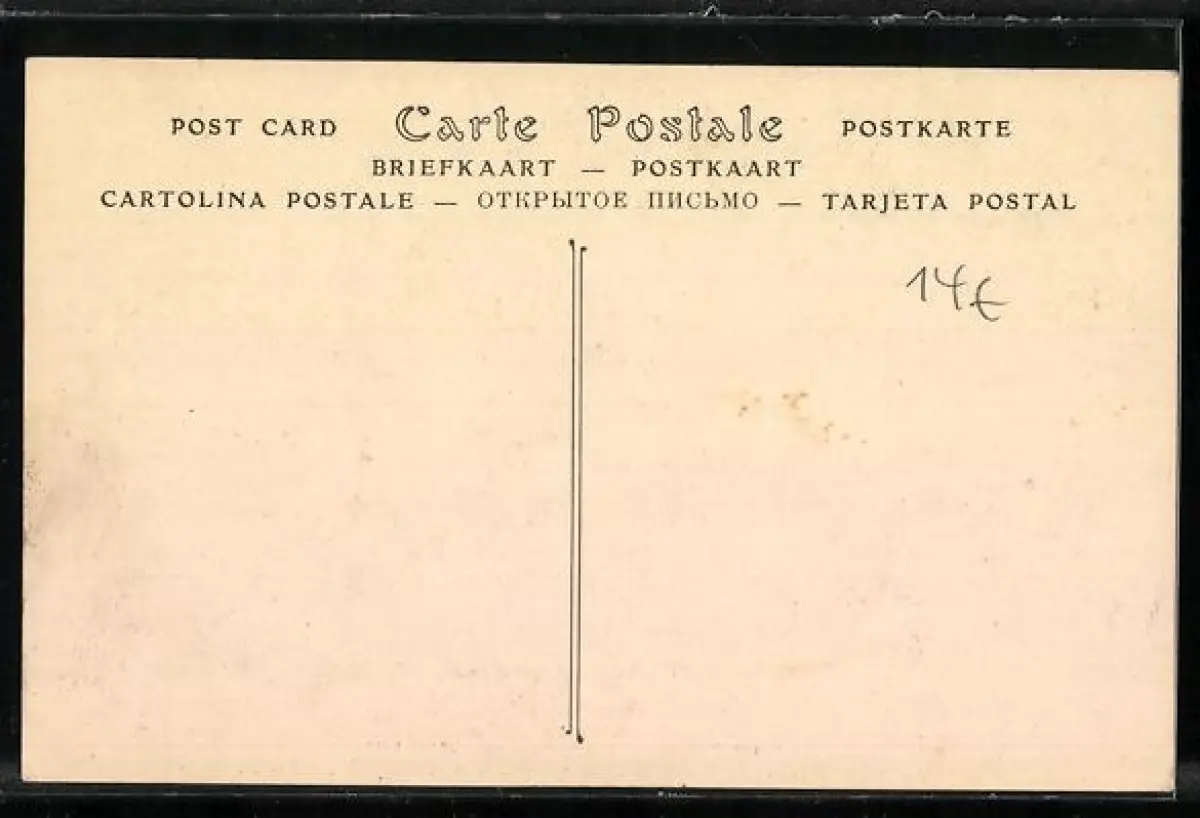 POST CARD Carte Postale POSTKARTE
BRIEFKAART — POSTKAART
CARTOLINA POSTALE — ОТКРЫТОЕ ПИСЬМО — TARJETA POSTAL
14€